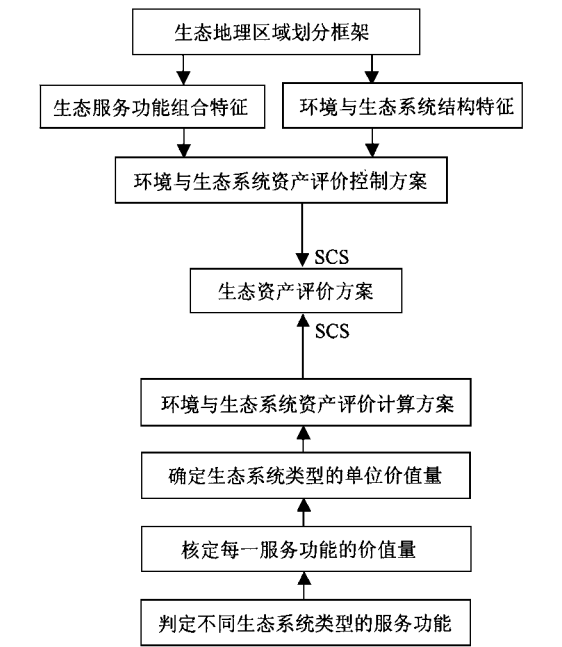 生态地理区域划分框架
生态服务功能组合特征
环境与生态系统结构特征
环境与生态系统资产评价控制方案
SCS
生态资产评价方案
SCS
环境与生态系统资产评价计算方案
确定生态系统类型的单位价值量
核定每一服务功能的价值量
判定不同生态系统类型的服务功能